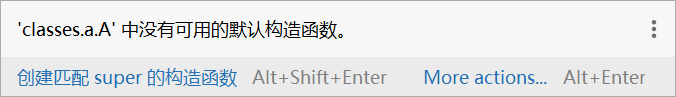 'classes.a.A' 中没有可用的默认构造函数。
创建匹配 super 的构造函数 Alt+Shift+Enter More actions... Alt+Enter